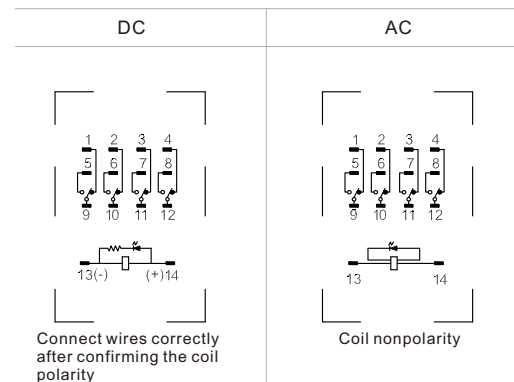 DC
AC
1 2 3 4
5 6 7 8
9 10 11 12
13(-) (+)14
Connect wires correctly
after confirming the coil
polarity
1 2 3 4
5 6 7 8
9 10 11 12
13 14
Coil nonpolarity